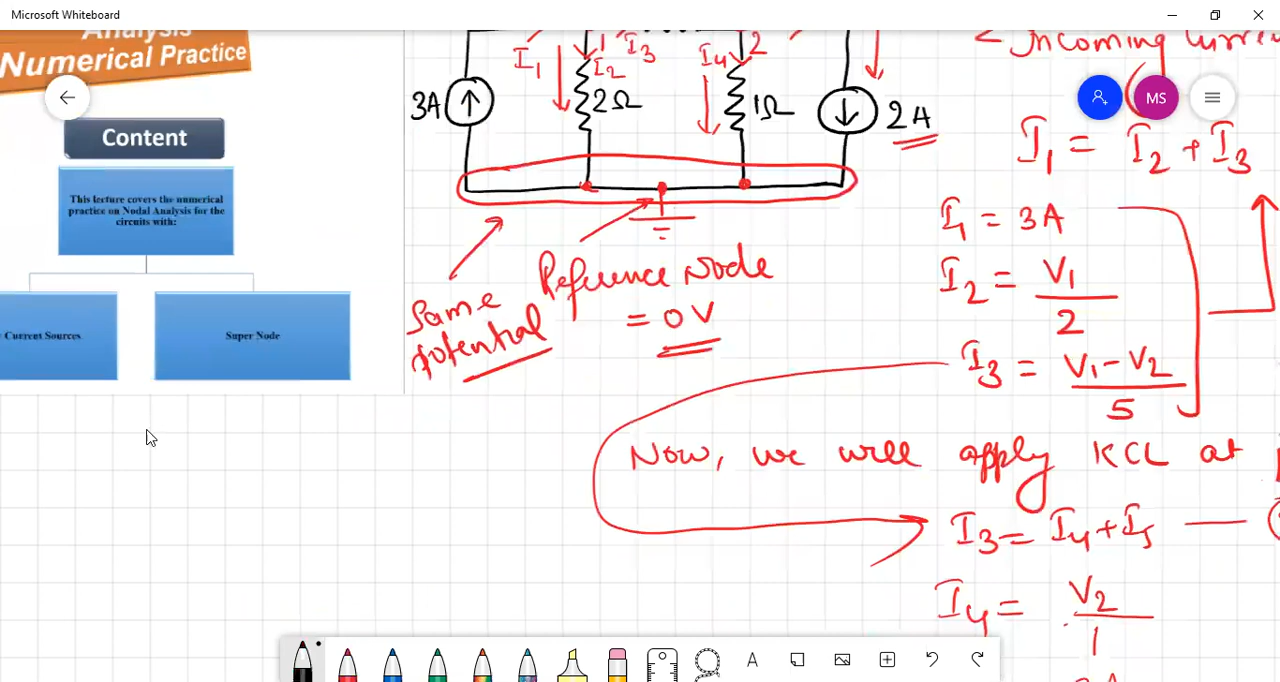 Microsoft Whiteboard
Analysis
Numerical Practice
Content
This lecture covers the numerical
practice on Nodal Analysis for the
circuits with:
Current Sources
Super Node
I1
1
I2
I3
I4
2
3A
2Ω
1Ω
2A
Same
potential
Reference Node
= 0V
Incoming
MS
I1 = I2 + I3
I1 = 3A
I2 = V1
2
I3 = V1 - V2
5
Now, we will apply KCL at
I3 = I4 + I5
I4 = V2
1